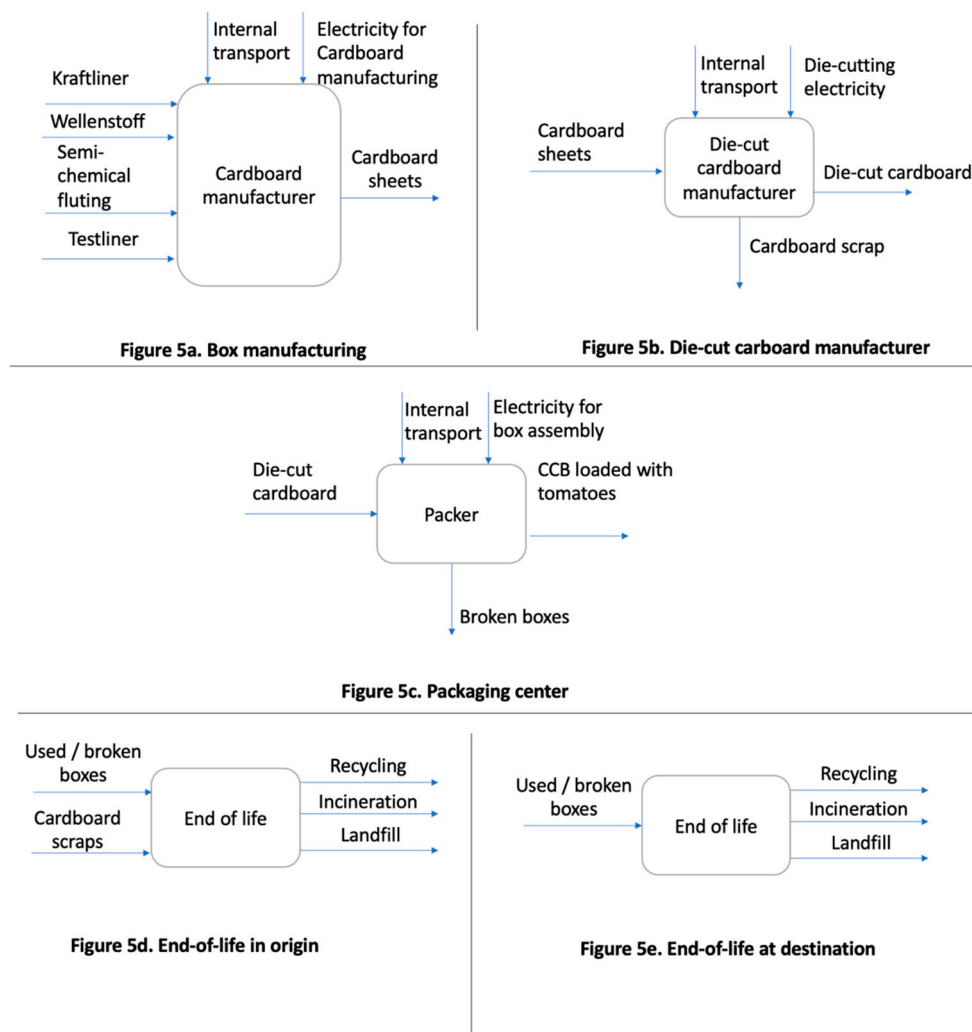 Internal
transport
Electricity for
Cardboard
manufacturing
Kraftliner
Wellenstoff
Semi-
chemical
fluting
Testliner
Cardboard
manufacturer
Cardboard
sheets
Figure 5a. Box manufacturing
Internal
transport
Die-cutting
electricity
Cardboard
sheets
Die-cut
cardboard
manufacturer
Die-cut cardboard
Cardboard scrap
Figure 5b. Die-cut carboard manufacturer
Internal
transport
Electricity for
box assembly
Die-cut
cardboard
Packer
CCB loaded with
tomatoes
Broken boxes
Figure 5c. Packaging center
Used / broken
boxes
Cardboard
scraps
End of life
Recycling
Incineration
Landfill
Figure 5d. End-of-life in origin
Used / broken
boxes
End of life
Recycling
Incineration
Landfill
Figure 5e. End-of-life at destination